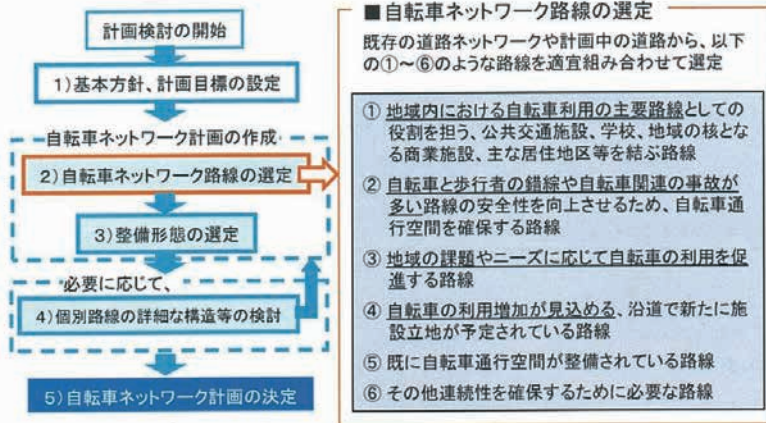 計画検討の開始
1)基本方針、計画目標の設定
自転車ネットワーク計画の作成
2)自転車ネットワーク路線の選定
3)整備形態の選定
必要に応じて、
4)個別路線の詳細な構造等の検討
5)自転車ネットワーク計画の決定
■自転車ネットワーク路線の選定
既存の道路ネットワークや計画中の道路から、以下
の①～⑥のような路線を適宜組み合わせて選定
① 地域内における自転車利用の主要路線としての
役割を担う、公共交通施設、学校、地域の核とな
る商業施設、主な居住地区等を結ぶ路線
② 自転車と歩行者の錯綜や自転車関連の事故が
多い路線の安全性を向上させるため、自転車通
行空間を確保する路線
③ 地域の課題やニーズに応じて自転車の利用を促
進する路線
④ 自転車の利用増加が見込める、沿道で新たに施
設立地が予定されている路線
⑤ 既に自転車通行空間が整備されている路線
⑥ その他連続性を確保するために必要な路線